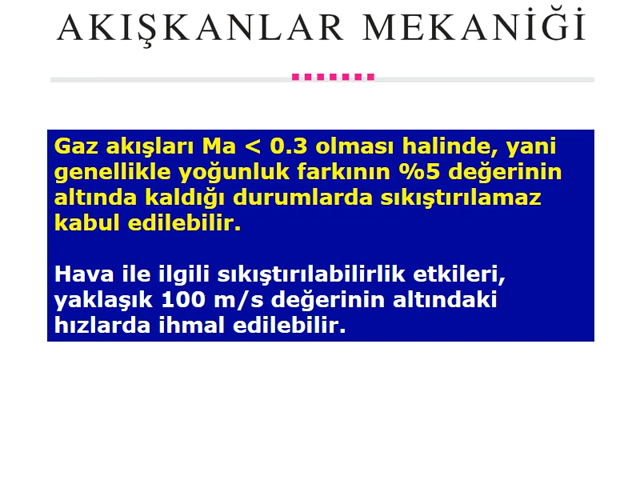 AKIŞKANLAR MEKANİĞİ
Gaz akışları Ma < 0.3 olması halinde, yani
genellikle yoğunluk farkının %5 değerinin
altında kaldığı durumlarda sıkıştırılamaz
kabul edilebilir.
Hava ile ilgili sıkıştırılabilirlik etkileri,
yaklaşık 100 m/s değerinin altındaki
hızlarda ihmal edilebilir.